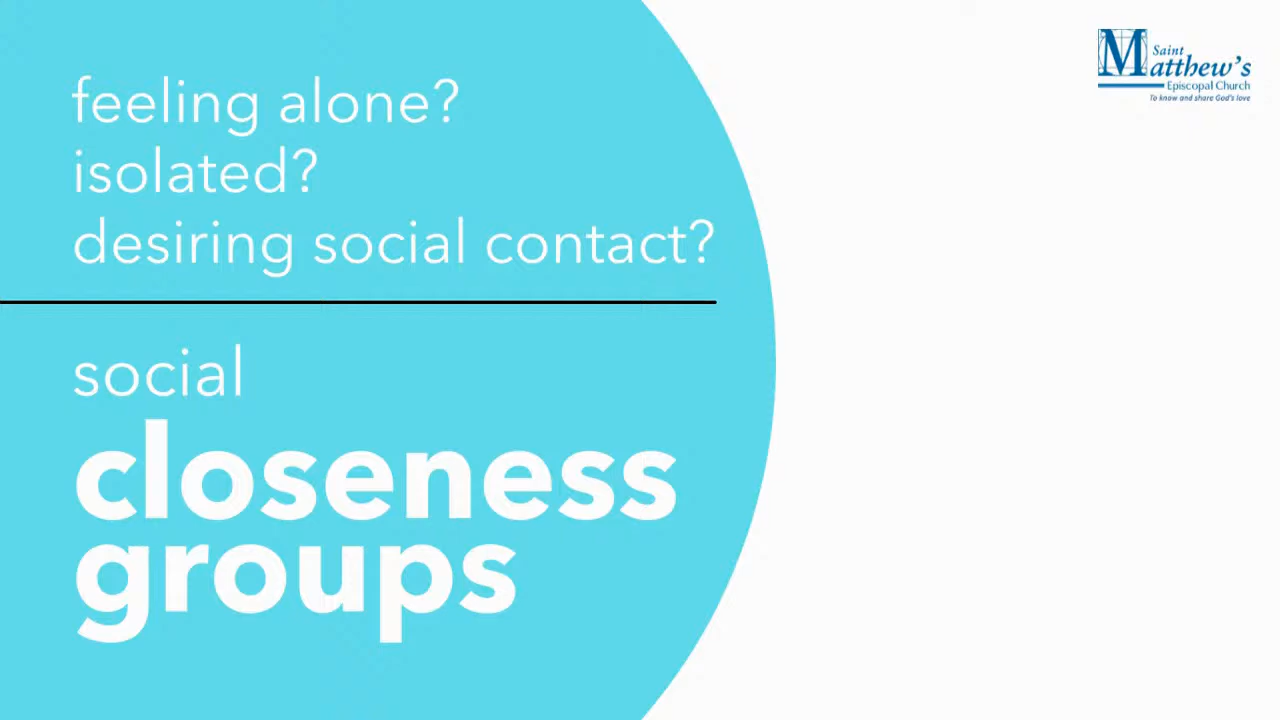 feeling alone?
isolated?
desiring social contact?
social
closeness
groups
Saint
Matthew's
Episcopal Church
To know and share God's love